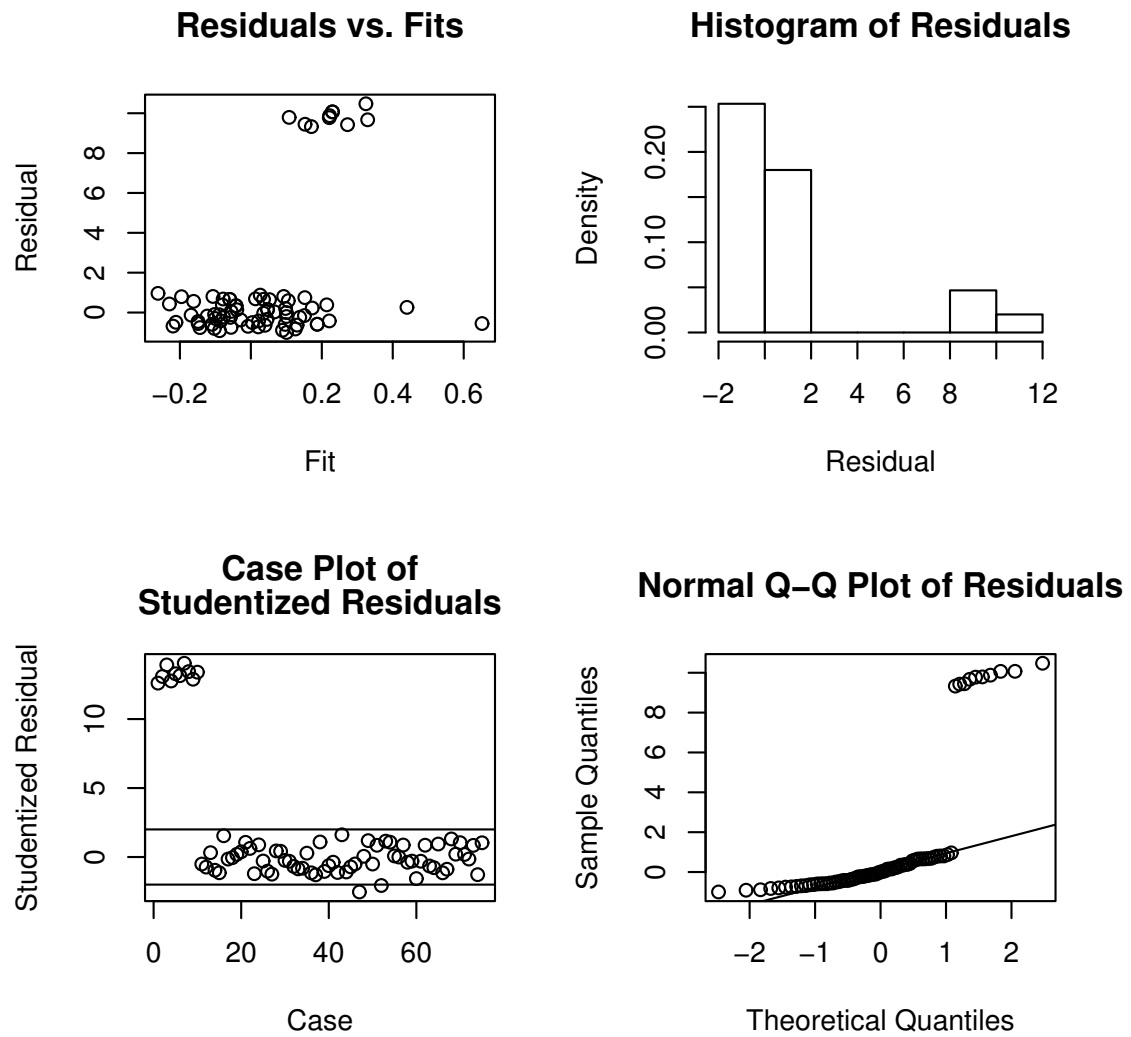 Residuals vs. Fits
Residual
0 2 4 6 8
−0.2 0.2 0.4 0.6
Fit
Histogram of Residuals
Density
0.00 0.10 0.20
−2 2 4 6 8 12
Residual
Case Plot of
Studentized Residuals
Studentized Residual
0 5 10
0 20 40 60
Case
Normal Q−Q Plot of Residuals
Sample Quantiles
0 2 4 6 8
−2 −1 0 1 2
Theoretical Quantiles